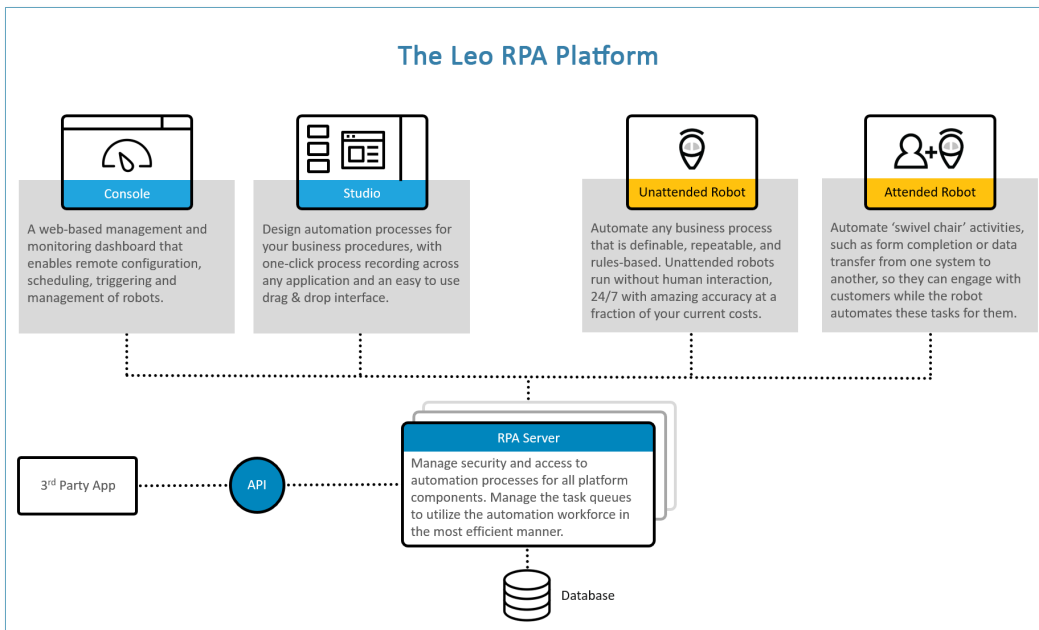 The Leo RPA Platform
Console
A web-based management and
monitoring dashboard that
enables remote configuration,
scheduling, triggering and
management of robots.
Studio
Design automation processes for
your business procedures, with
one-click process recording across
any application and an easy to use
drag & drop interface.
Unattended Robot
Automate any business process
that is definable, repeatable, and
rules-based. Unattended robots
run without human interaction,
24/7 with amazing accuracy at a
fraction of your current costs.
Attended Robot
Automate ‘swivel chair’ activities,
such as form completion or data
transfer from one system to
another, so they can engage with
customers while the robot
automates these tasks for them.
RPA Server
Manage security and access to
automation processes for all platform
components. Manage the task queues
to utilize the automation workforce in
the most efficient manner.
3rd Party App
API
Database